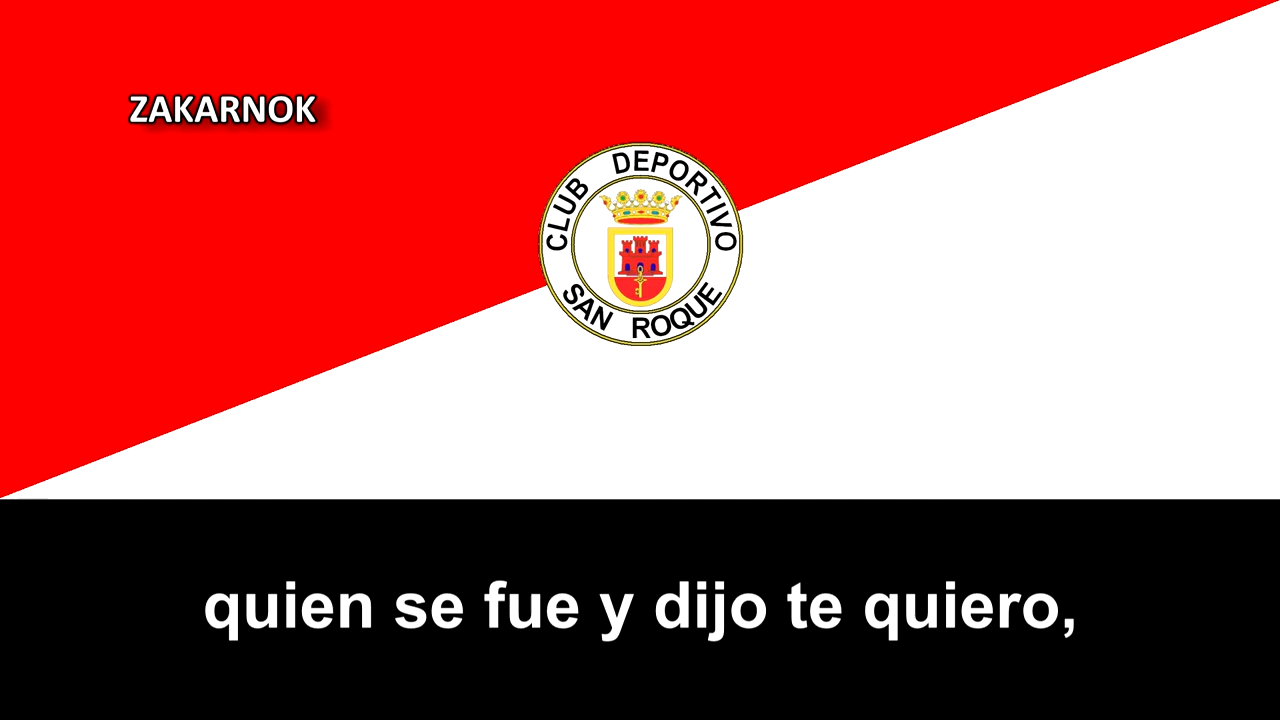 ZAKARNOK
CLUB DEPORTIVO
SAN ROQUE
quien se fue y dijo te quiero,